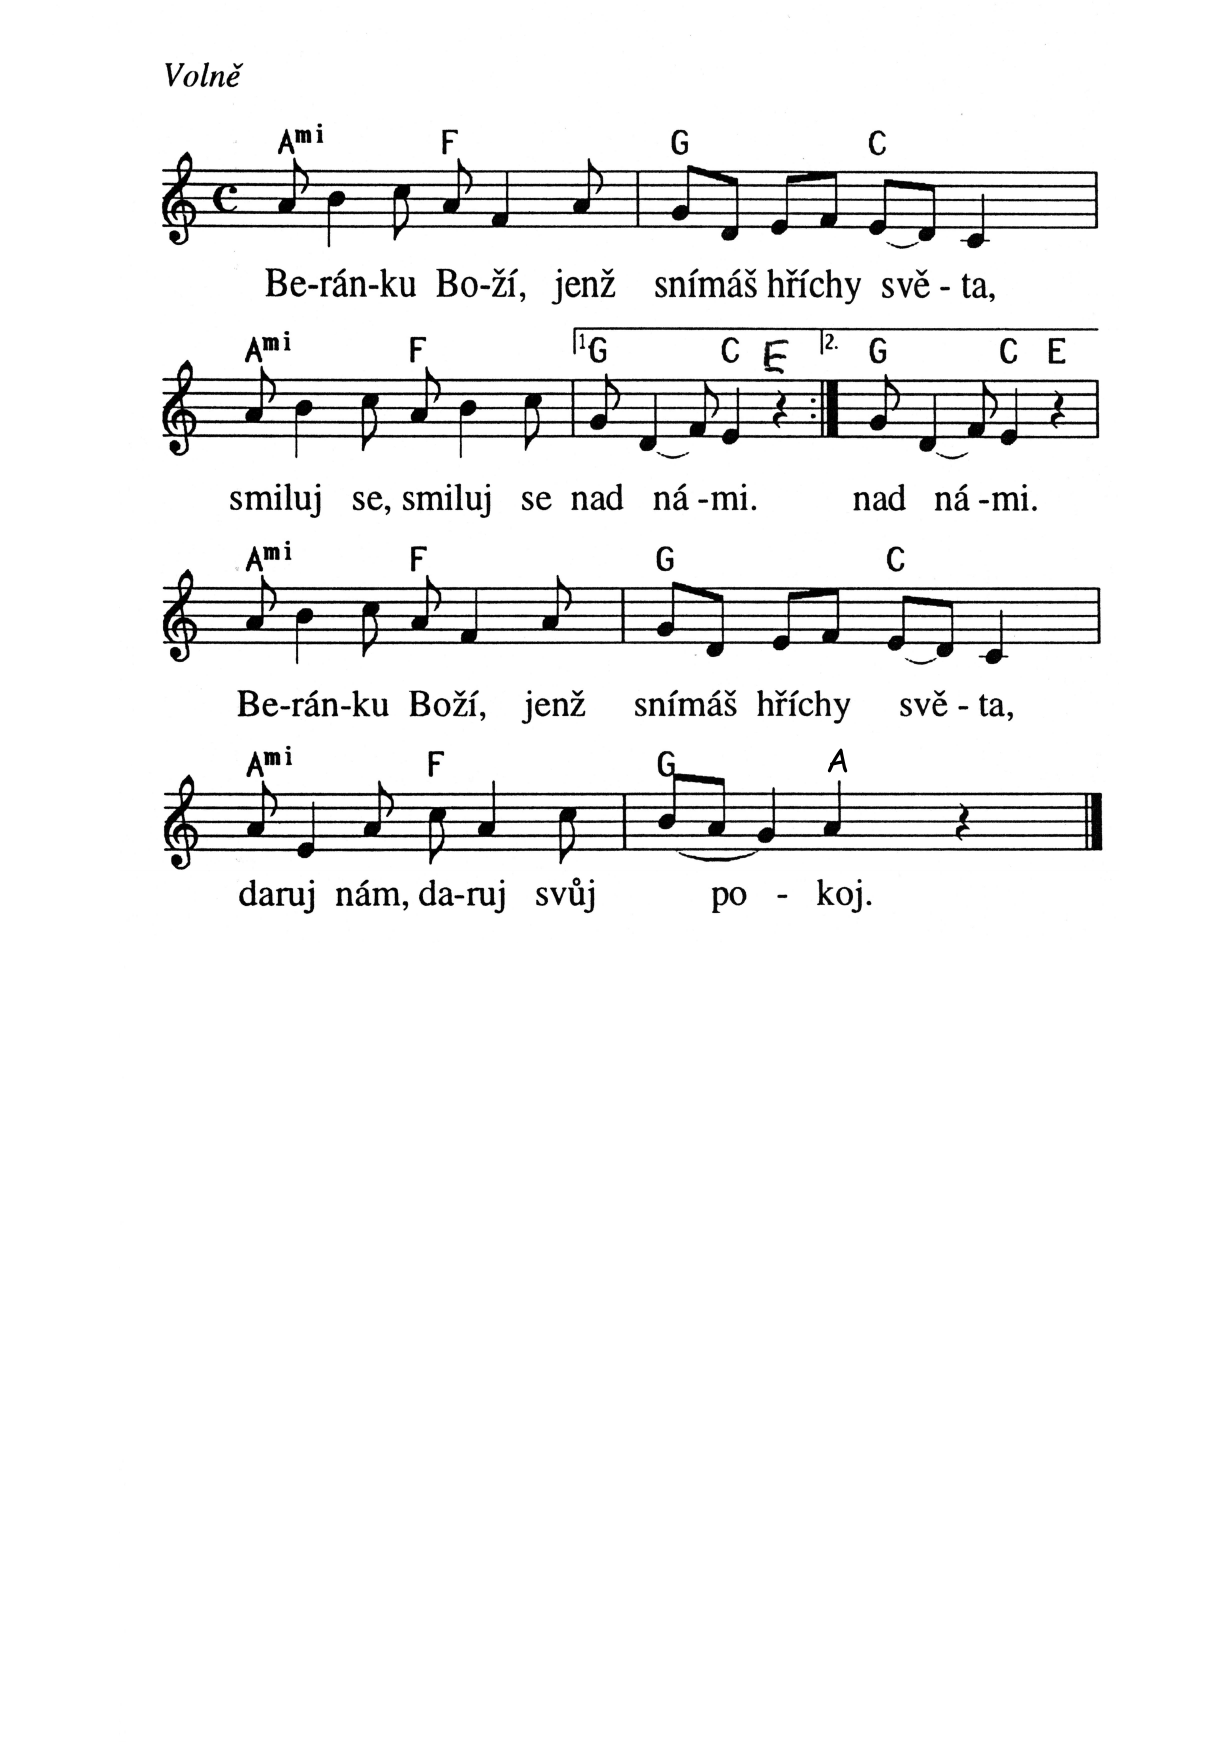 Volně
Ami F G C
Be-rán-ku Bo-ží, jenž snímáš hříchy svě - ta,
Ami F 1. G C E 2. G C E
smiluj se, smiluj se nad ná -mi. nad ná -mi.
Ami F G C
Be-rán-ku Boží, jenž snímáš hříchy svě - ta,
Ami F G A
daruj nám, da-ruj svůj po - koj.